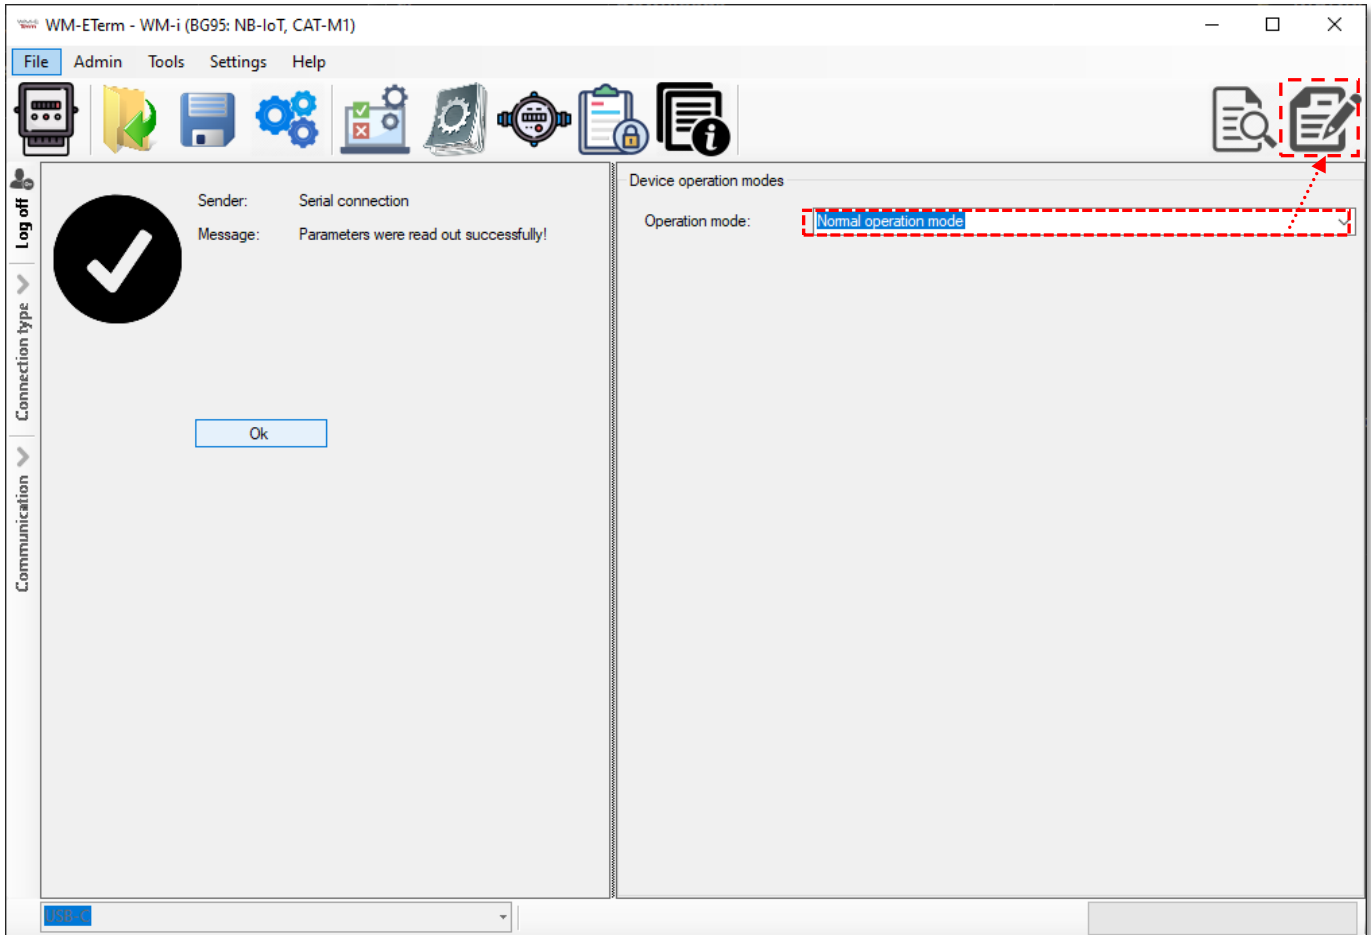 WM-ETerm - WM-i (BG95: NB-IoT, CAT-M1)
File Admin Tools Settings Help
Log off
Connection type
Communication
Sender: Serial connection
Message: Parameters were read out successfully!
Ok
Device operation modes
Operation mode: Normal operation mode
USB-C